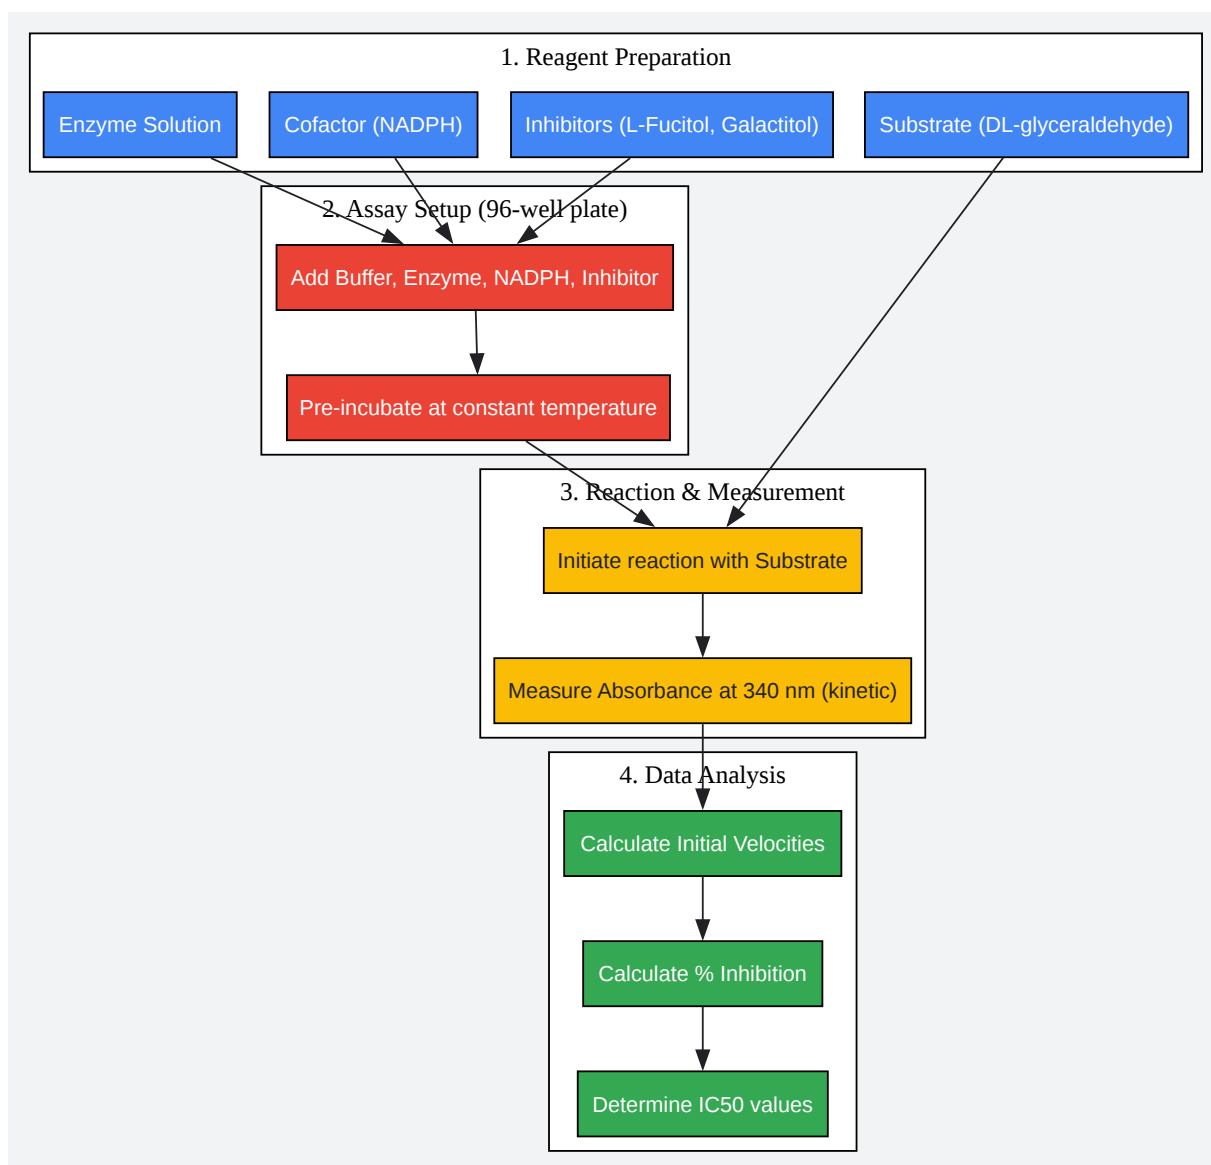 1. Reagent Preparation
Enzyme Solution
Cofactor (NADPH)
Inhibitors (L-Fucitol, Galactitol)
Substrate (DL-glyceraldehyde)
2. Assay Setup (96-well plate)
Add Buffer, Enzyme, NADPH, Inhibitor
Pre-incubate at constant temperature
3. Reaction & Measurement
Initiate reaction with Substrate
Measure Absorbance at 340 nm (kinetic)
4. Data Analysis
Calculate Initial Velocities
Calculate % Inhibition
Determine IC50 values